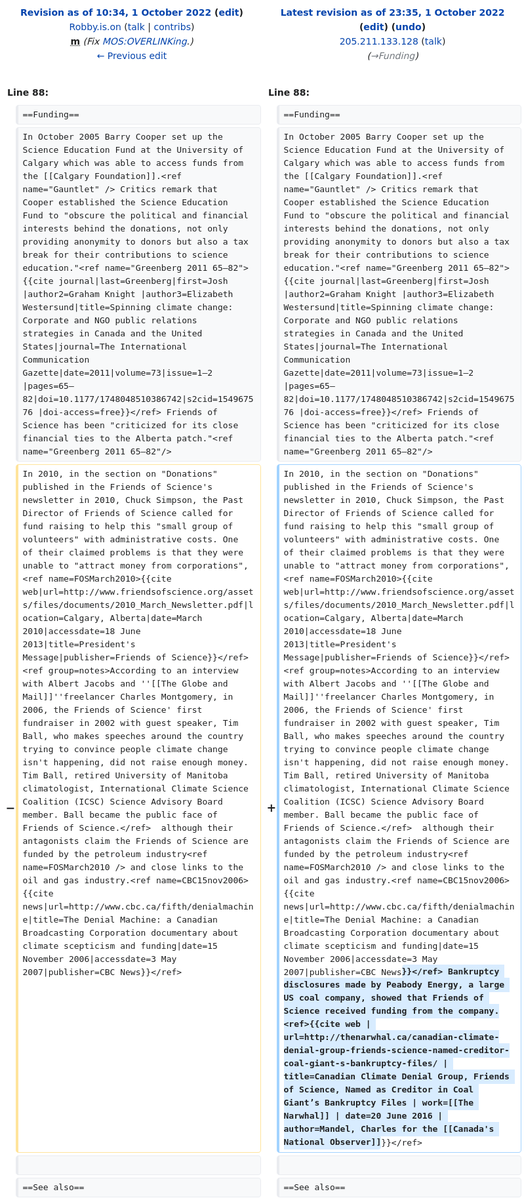 Revision as of 10:34, 1 October 2022 (edit)
Robby.is.on (talk | contribs)
m (Fix MOS:OVERLINKing.)
← Previous edit
Latest revision as of 23:35, 1 October 2022
(edit) (undo)
205.211.133.128 (talk)
(→Funding)
Line 88:
==Funding==
In October 2005 Barry Cooper set up the
Science Education Fund at the University of
Calgary which was able to access funds from
the [[Calgary Foundation]].<ref
name="Gauntlet" /> Critics remark that
Cooper established the Science Education
Fund to "obscure the political and financial
interests behind the donations, not only
providing anonymity to donors but also a tax
break for their contributions to science
education."<ref name="Greenberg 2011 65–82">
{{cite journal|last=Greenberg|first=Josh
|author2=Graham Knight |author3=Elizabeth
Westersund|title=Spinning climate change:
Corporate and NGO public relations
strategies in Canada and the United
States|journal=The International
Communication
Gazette|date=2011|volume=73|issue=1–2
|pages=65–
82|doi=10.1177/1748048510386742|s2cid=1549675
76 |doi-access=free}}</ref> Friends of
Science has been "criticized for its close
financial ties to the Alberta patch."<ref
name="Greenberg 2011 65–82"/>
−
In 2010, in the section on "Donations"
published in the Friends of Science's
newsletter in 2010, Chuck Simpson, the Past
Director of Friends of Science called for
fund raising to help this "small group of
volunteers" with administrative costs. One
of their claimed problems is that they were
unable to "attract money from corporations",
<ref name=FOSMarch2010>{{cite
web|url=http://www.friendsofscience.org/asset
s/files/documents/2010_March_Newsletter.pdf|l
ocation=Calgary, Alberta|date=March
2010|accessdate=18 June
2013|title=President's
Message|publisher=Friends of Science}}</ref>
<ref group=notes>According to an interview
with Albert Jacobs and ''[[The Globe and
Mail]]''freelancer Charles Montgomery, in
2006, the Friends of Science' first
fundraiser in 2002 with guest speaker, Tim
Ball, who makes speeches around the country
trying to convince people climate change
isn't happening, did not raise enough money.
Tim Ball, retired University of Manitoba
climatologist, International Climate Science
Coalition (ICSC) Science Advisory Board
member. Ball became the public face of
Friends of Science.</ref>  although their
antagonists claim the Friends of Science are
funded by the petroleum industry<ref
name=FOSMarch2010 /> and close links to the
oil and gas industry.<ref name=CBC15nov2006>
{{cite
news|url=http://www.cbc.ca/fifth/denialmachin
e|title=The Denial Machine: a Canadian
Broadcasting Corporation documentary about
climate scepticism and funding|date=15
November 2006|accessdate=3 May
2007|publisher=CBC News}}</ref>
==See also==
Line 88:
==Funding==
In October 2005 Barry Cooper set up the
Science Education Fund at the University of
Calgary which was able to access funds from
the [[Calgary Foundation]].<ref
name="Gauntlet" /> Critics remark that
Cooper established the Science Education
Fund to "obscure the political and financial
interests behind the donations, not only
providing anonymity to donors but also a tax
break for their contributions to science
education."<ref name="Greenberg 2011 65–82">
{{cite journal|last=Greenberg|first=Josh
|author2=Graham Knight |author3=Elizabeth
Westersund|title=Spinning climate change:
Corporate and NGO public relations
strategies in Canada and the United
States|journal=The International
Communication
Gazette|date=2011|volume=73|issue=1–2
|pages=65–
82|doi=10.1177/1748048510386742|s2cid=1549675
76 |doi-access=free}}</ref> Friends of
Science has been "criticized for its close
financial ties to the Alberta patch."<ref
name="Greenberg 2011 65–82"/>
+
In 2010, in the section on "Donations"
published in the Friends of Science's
newsletter in 2010, Chuck Simpson, the Past
Director of Friends of Science called for
fund raising to help this "small group of
volunteers" with administrative costs. One
of their claimed problems is that they were
unable to "attract money from corporations",
<ref name=FOSMarch2010>{{cite
web|url=http://www.friendsofscience.org/asset
s/files/documents/2010_March_Newsletter.pdf|l
ocation=Calgary, Alberta|date=March
2010|accessdate=18 June
2013|title=President's
Message|publisher=Friends of Science}}</ref>
<ref group=notes>According to an interview
with Albert Jacobs and ''[[The Globe and
Mail]]''freelancer Charles Montgomery, in
2006, the Friends of Science' first
fundraiser in 2002 with guest speaker, Tim
Ball, who makes speeches around the country
trying to convince people climate change
isn't happening, did not raise enough money.
Tim Ball, retired University of Manitoba
climatologist, International Climate Science
Coalition (ICSC) Science Advisory Board
member. Ball became the public face of
Friends of Science.</ref>  although their
antagonists claim the Friends of Science are
funded by the petroleum industry<ref
name=FOSMarch2010 /> and close links to the
oil and gas industry.<ref name=CBC15nov2006>
{{cite
news|url=http://www.cbc.ca/fifth/denialmachin
e|title=The Denial Machine: a Canadian
Broadcasting Corporation documentary about
climate scepticism and funding|date=15
November 2006|accessdate=3 May
2007|publisher=CBC News}}</ref> Bankruptcy
disclosures made by Peabody Energy, a large
US coal company, showed that Friends of
Science received funding from the company.
<ref>{{cite web |
url=http://thenarwhal.ca/canadian-climate-
denial-group-friends-science-named-creditor-
coal-giant-s-bankruptcy-files/ |
title=Canadian Climate Denial Group, Friends
of Science, Named as Creditor in Coal
Giant’s Bankruptcy Files | work=[[The
Narwhal]] | date=20 June 2016 |
author=Mandel, Charles for the [[Canada's
National Observer]]}}</ref>
==See also==